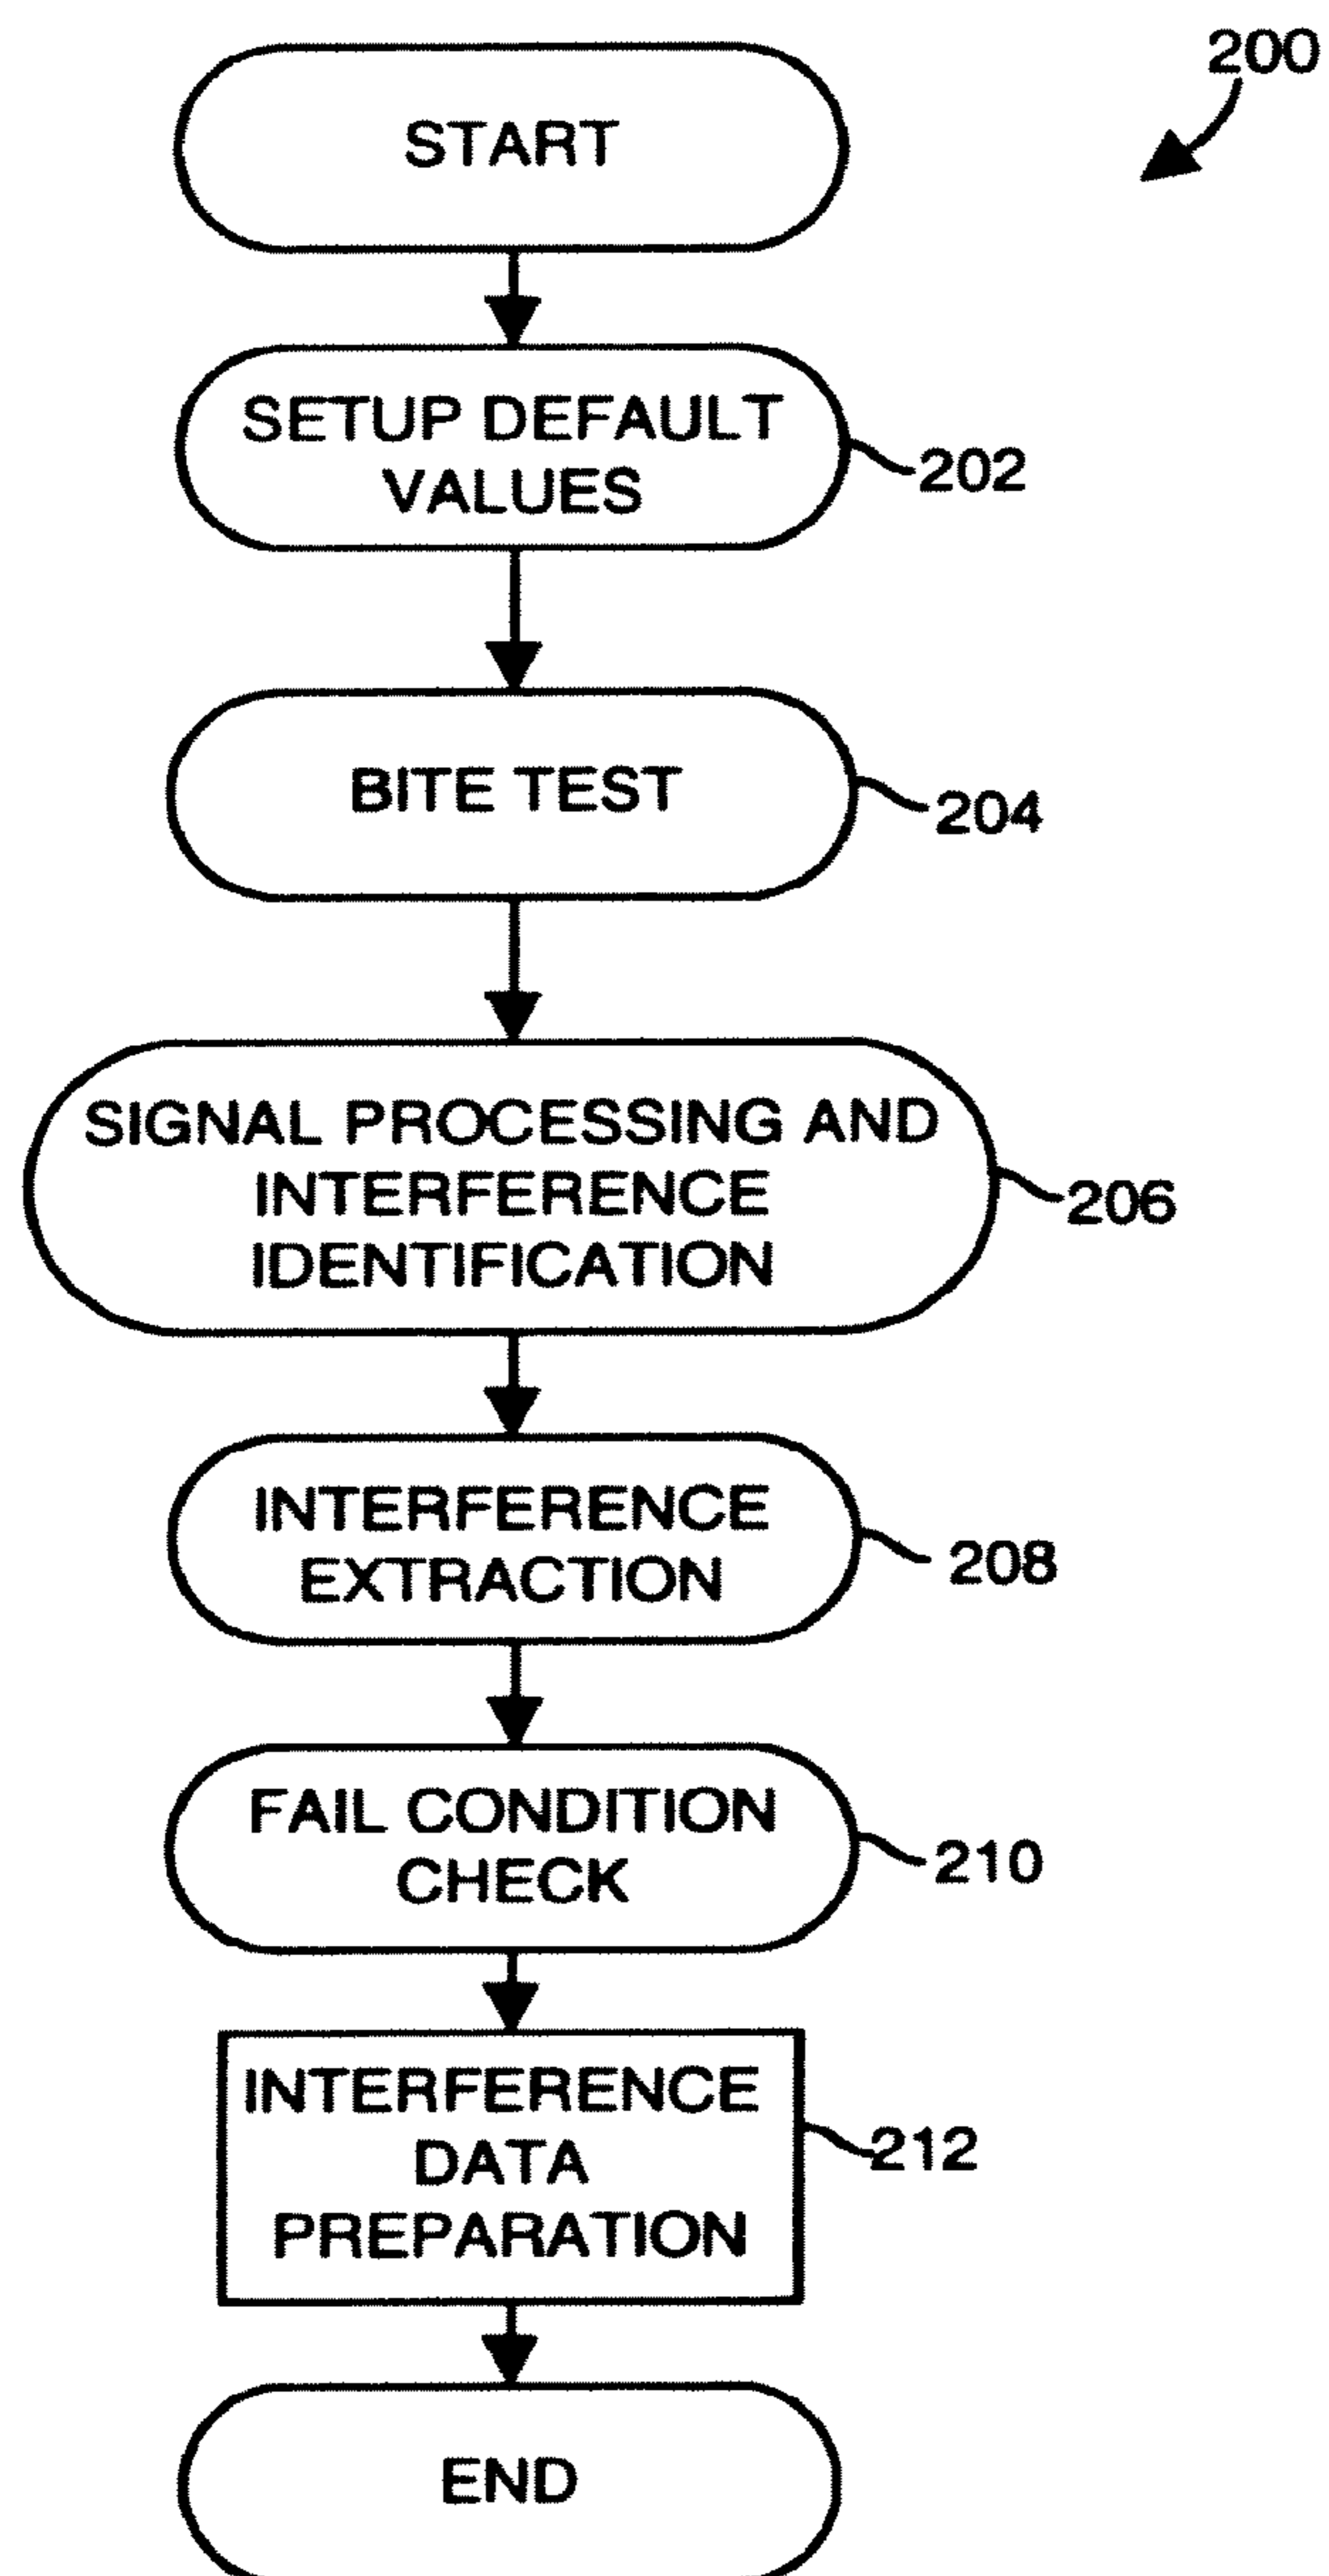 200
START
SETUP DEFAULT
VALUES
202
BITE TEST
204
SIGNAL PROCESSING AND
INTERFERENCE
IDENTIFICATION
206
INTERFERENCE
EXTRACTION
208
FAIL CONDITION
CHECK
210
INTERFERENCE
DATA
PREPARATION
212
END